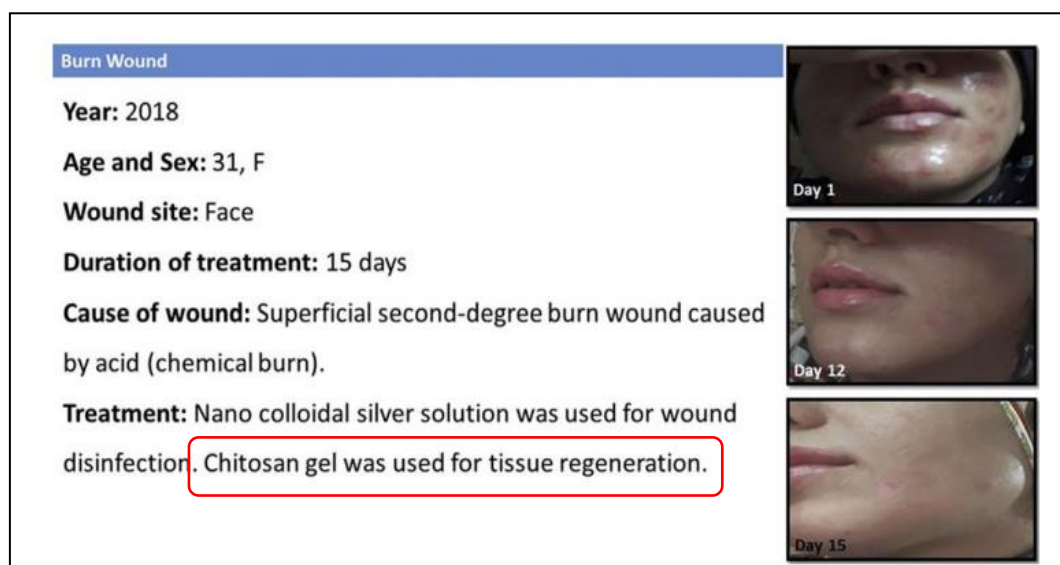 Burn Wound
Year: 2018
Age and Sex: 31, F
Wound site: Face
Duration of treatment: 15 days
Cause of wound: Superficial second-degree burn wound caused
by acid (chemical burn).
Treatment: Nano colloidal silver solution was used for wound
disinfection. Chitosan gel was used for tissue regeneration.
Day 1
Day 12
Day 15